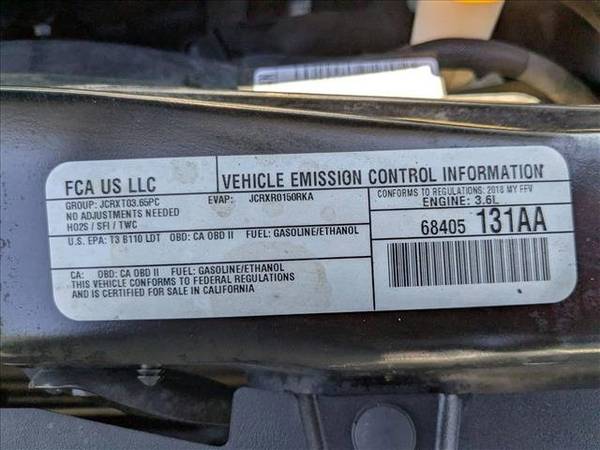 FCA US LLC
VEHICLE EMISSION CONTROL INFORMATION
GROUP: JCRXT03.65PC
EVAP: JCRXR0150RKA
CONFORMS TO REGULATIONS: 2018 MY FFV
NO ADJUSTMENTS NEEDED
ENGINE: 3.6L
HO2S / SFI / TWC
68405 131AA
U.S. EPA: T3 B110 LDT OBD: CA OBD II FUEL: GASOLINE/ETHANOL
CA: OBD: CA OBD II FUEL: GASOLINE/ETHANOL
THIS VEHICLE CONFORMS TO FEDERAL REGULATIONS
AND IS CERTIFIED FOR SALE IN CALIFORNIA